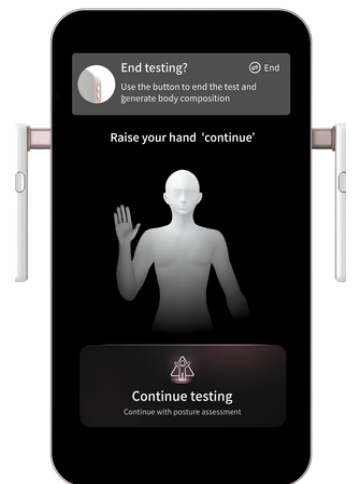 End testing?
End
Use the button to end the test and
generate body composition
Raise your hand 'continue'
Continue testing
Continue with posture assessment